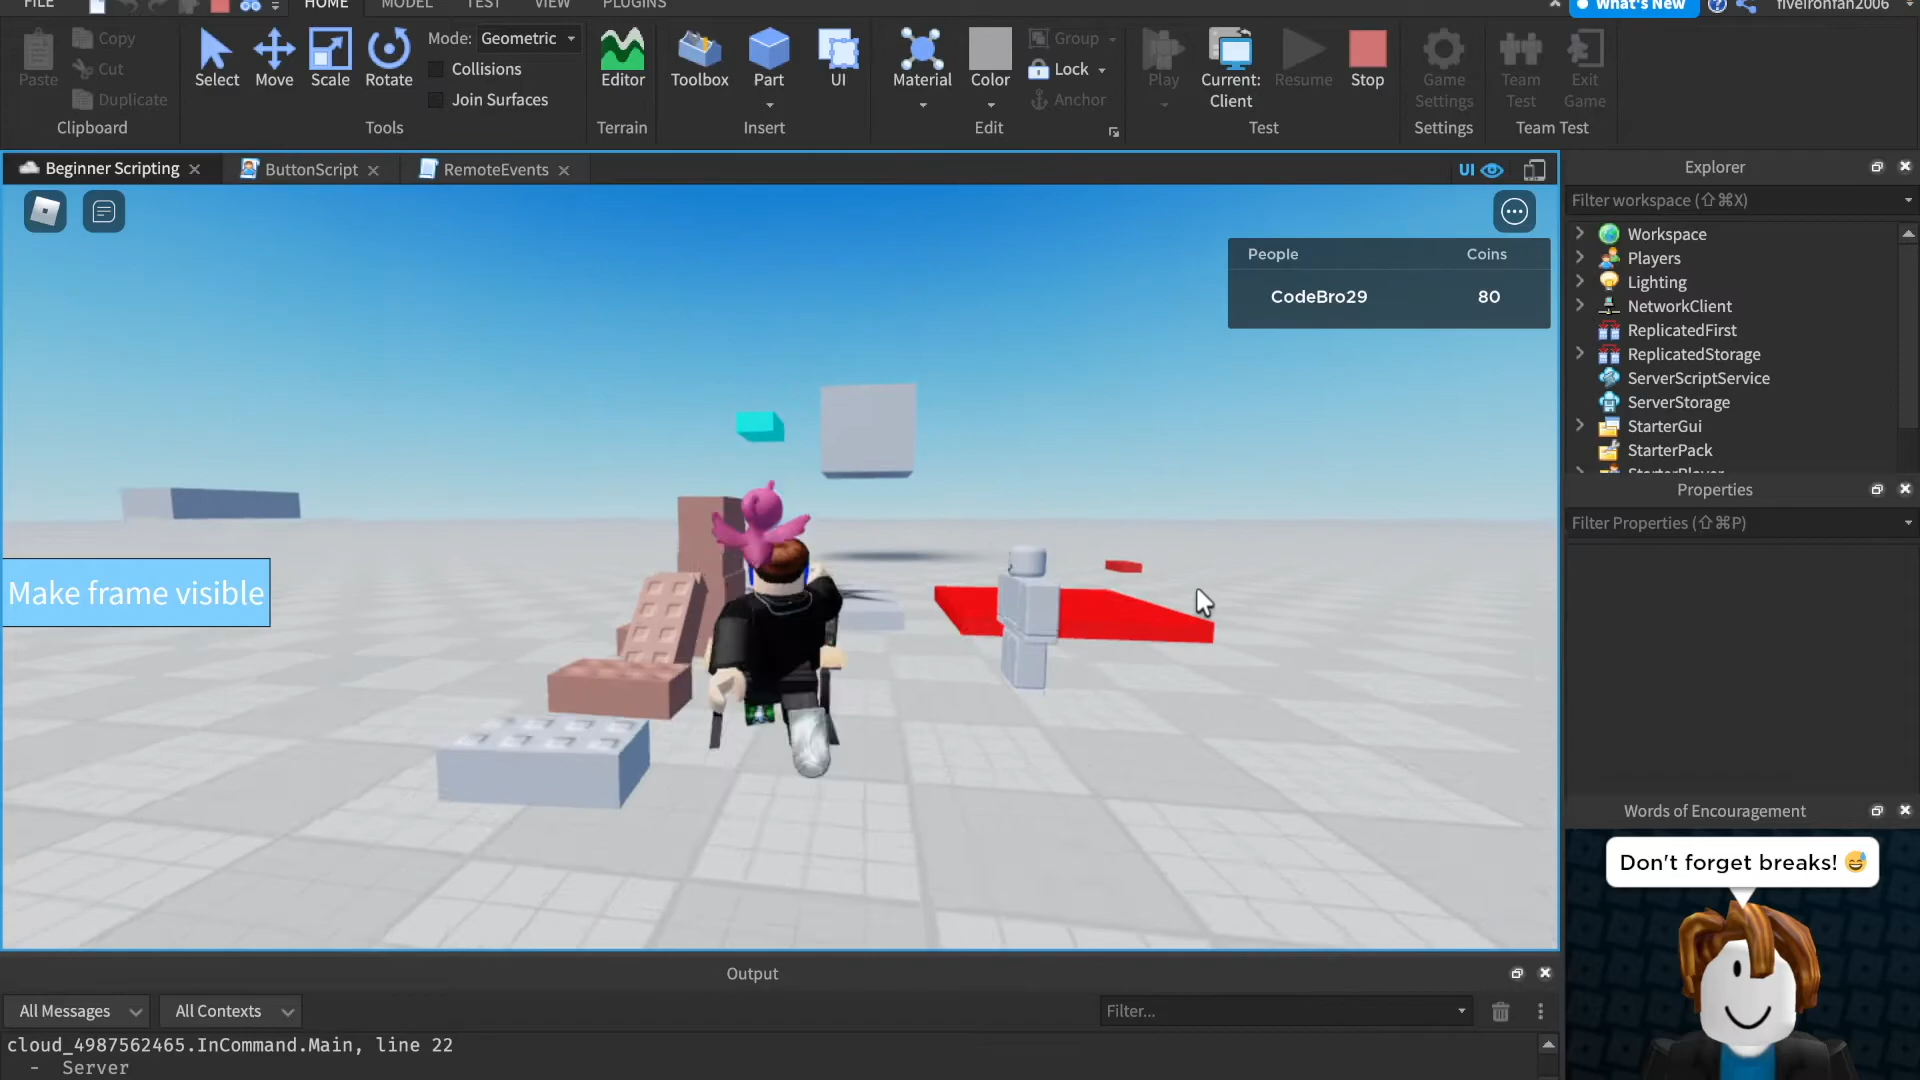 FILE
HOME
MODEL
TEST
VIEW
PLUGINS
What's New
fiveironfan2006
Paste
Copy
Cut
Duplicate
Clipboard
Select
Move
Scale
Rotate
Mode: Geometric
Collisions
Join Surfaces
Tools
Editor
Terrain
Toolbox
Part
UI
Insert
Material
Color
Group
Lock
Anchor
Edit
Play
Current:
Client
Resume
Stop
Test
Game
Settings
Settings
Team
Test
Exit
Game
Team Test
Beginner Scripting
ButtonScript
RemoteEvents
UI
People Coins
CodeBro29 80
Make frame visible
Explorer
Filter workspace (⇧⌘X)
Workspace
Players
Lighting
NetworkClient
ReplicatedFirst
ReplicatedStorage
ServerScriptService
ServerStorage
StarterGui
StarterPack
StarterPlayer
Properties
Filter Properties (⇧⌘P)
Words of Encouragement
Don't forget breaks! 😅
Output
All Messages
All Contexts
Filter...
cloud_4987562465.InCommand.Main, line 22
- Server